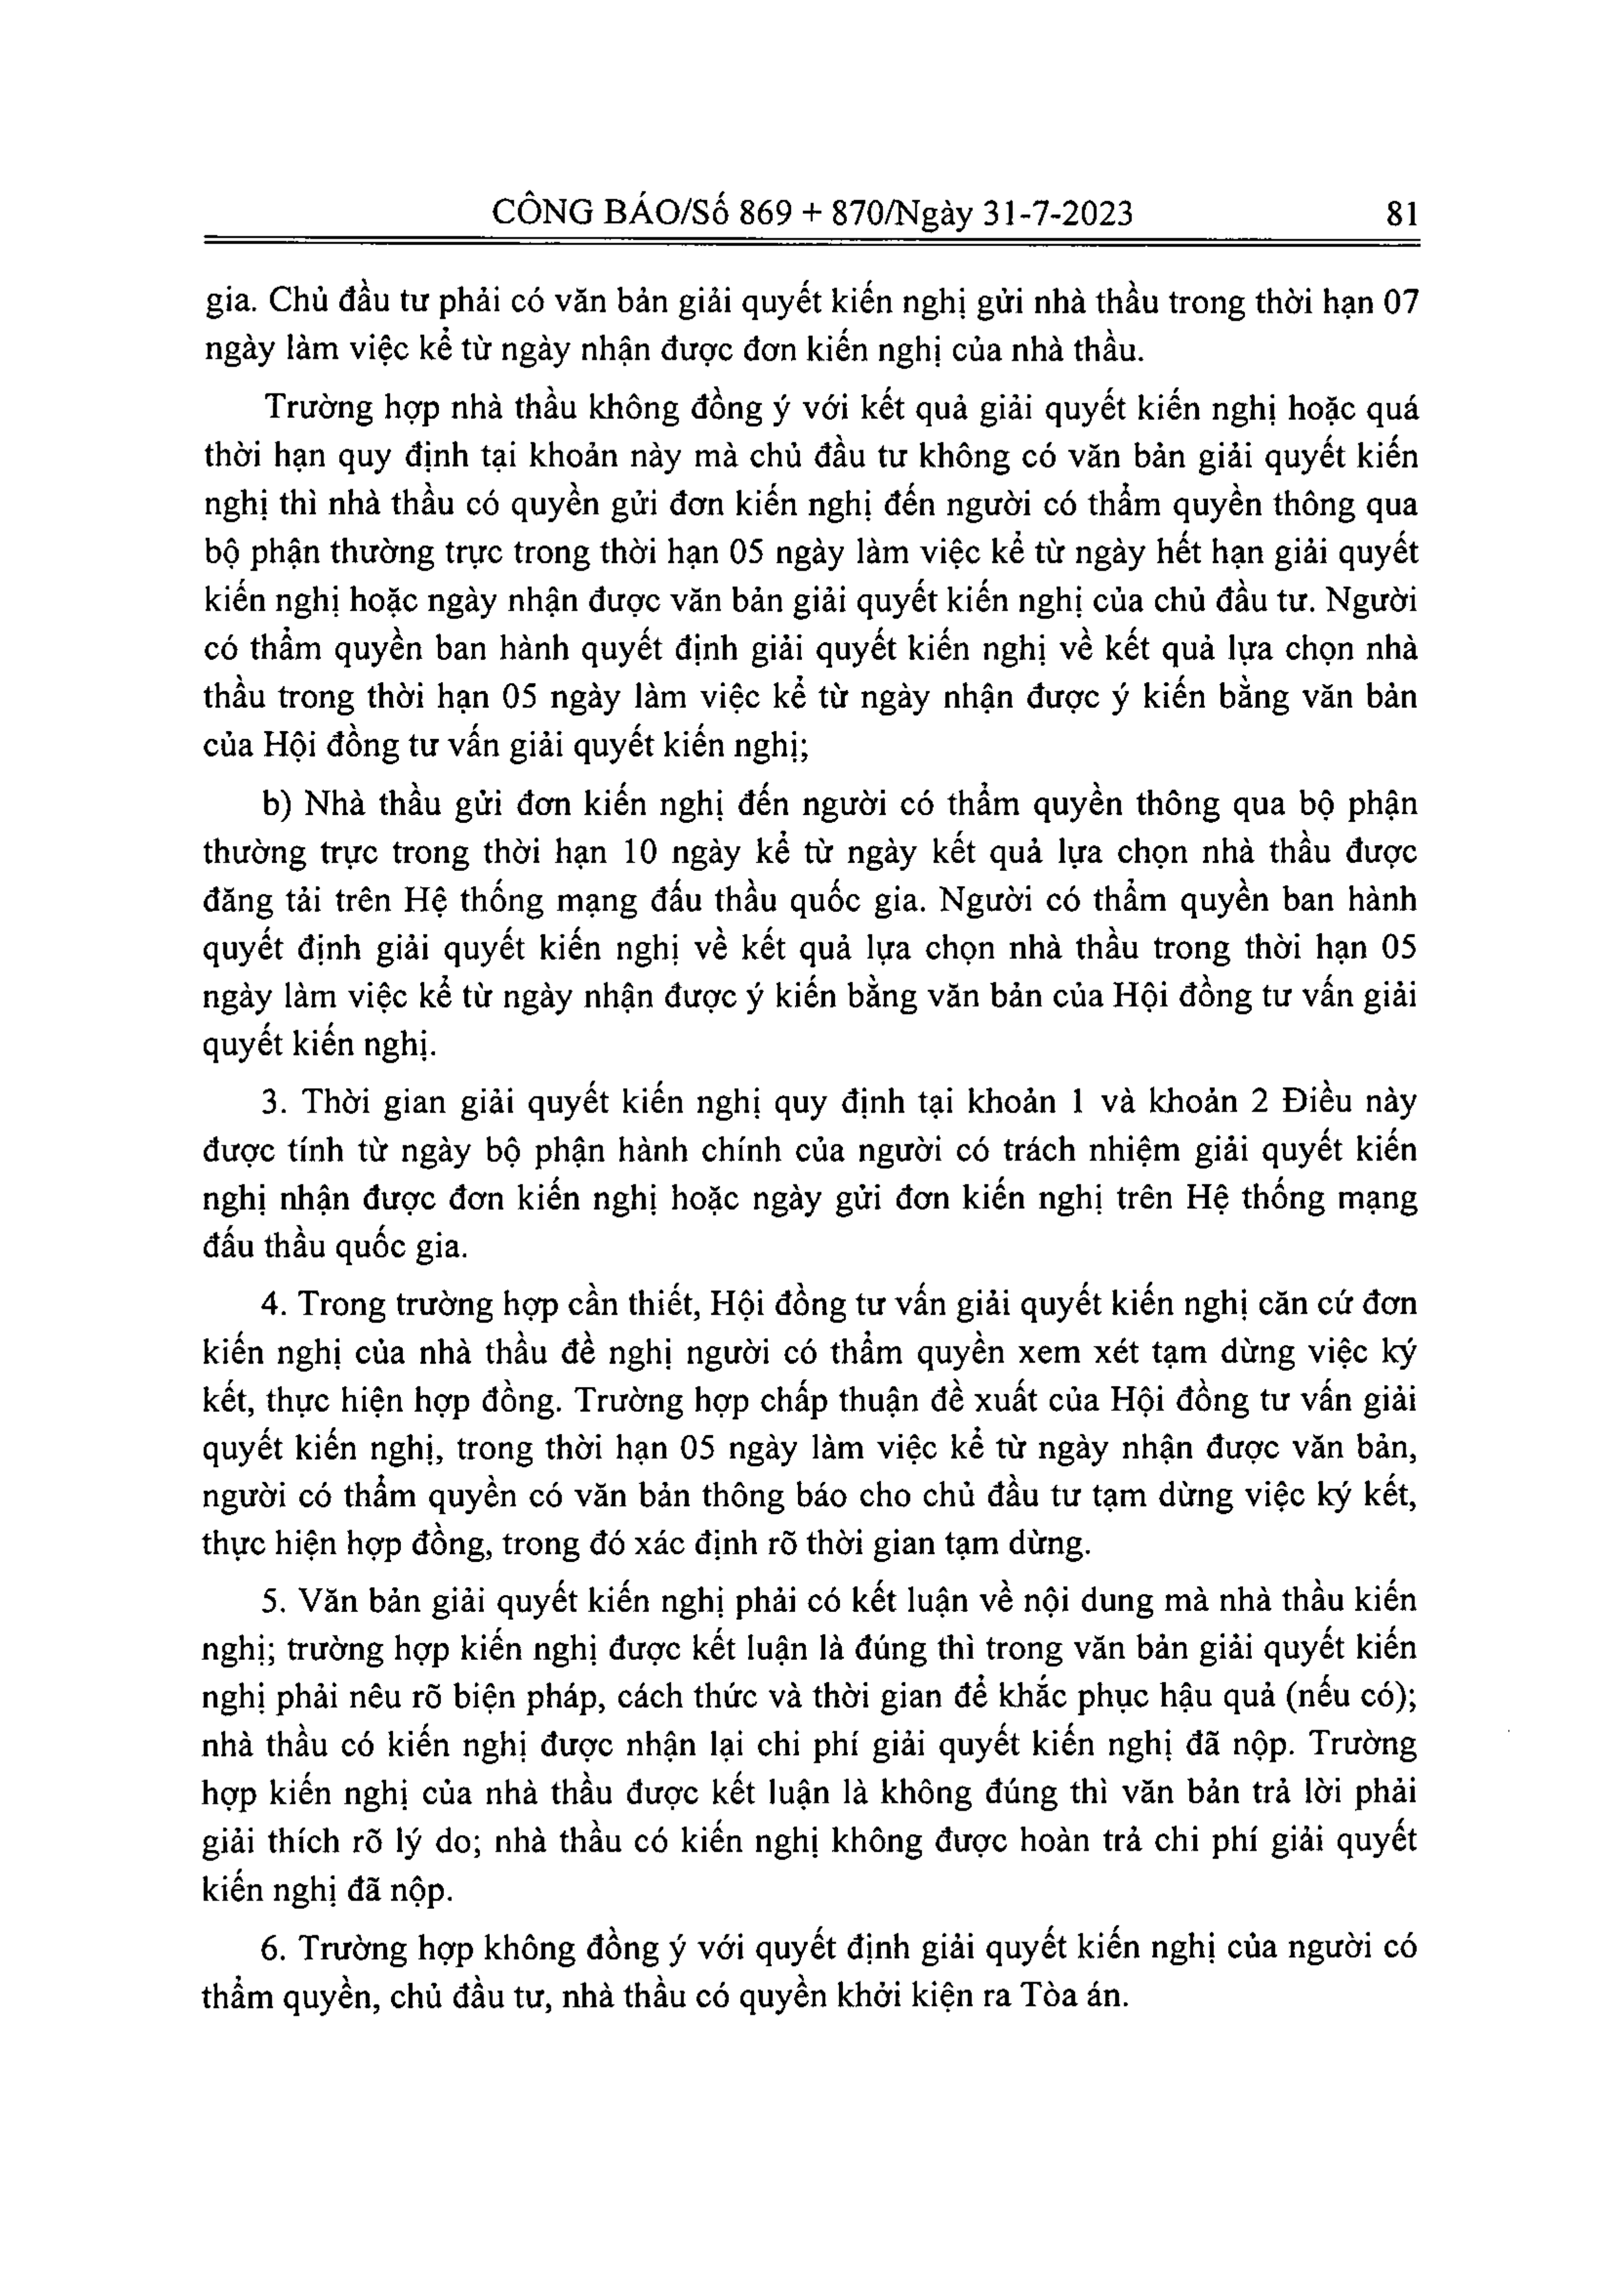 CÔNG BÁO/Số 869 + 870/Ngày 31-7-2023 81
gia. Chủ đầu tư phải có văn bản giải quyết kiến nghị gửi nhà thầu trong thời hạn 07
ngày làm việc kể từ ngày nhận được đơn kiến nghị của nhà thầu.
Trường hợp nhà thầu không đồng ý với kết quả giải quyết kiến nghị hoặc quá
thời hạn quy định tại khoản này mà chủ đầu tư không có văn bản giải quyết kiến
nghị thì nhà thầu có quyền gửi đơn kiến nghị đến người có thẩm quyền thông qua
bộ phận thường trực trong thời hạn 05 ngày làm việc kể từ ngày hết hạn giải quyết
kiến nghị hoặc ngày nhận được văn bản giải quyết kiến nghị của chủ đầu tư. Người
có thẩm quyền ban hành quyết định giải quyết kiến nghị về kết quả lựa chọn nhà
thầu trong thời hạn 05 ngày làm việc kể từ ngày nhận được ý kiến bằng văn bản
của Hội đồng tư vấn giải quyết kiến nghị;
b) Nhà thầu gửi đơn kiến nghị đến người có thẩm quyền thông qua bộ phận
thường trực trong thời hạn 10 ngày kể từ ngày kết quả lựa chọn nhà thầu được
đăng tải trên Hệ thống mạng đấu thầu quốc gia. Người có thẩm quyền ban hành
quyết định giải quyết kiến nghị về kết quả lựa chọn nhà thầu trong thời hạn 05
ngày làm việc kể từ ngày nhận được ý kiến bằng văn bản của Hội đồng tư vấn giải
quyết kiến nghị.
3. Thời gian giải quyết kiến nghị quy định tại khoản 1 và khoản 2 Điều này
được tính từ ngày bộ phận hành chính của người có trách nhiệm giải quyết kiến
nghị nhận được đơn kiến nghị hoặc ngày gửi đơn kiến nghị trên Hệ thống mạng
đấu thầu quốc gia.
4. Trong trường hợp cần thiết, Hội đồng tư vấn giải quyết kiến nghị căn cứ đơn
kiến nghị của nhà thầu đề nghị người có thẩm quyền xem xét tạm dừng việc ký
kết, thực hiện hợp đồng. Trường hợp chấp thuận đề xuất của Hội đồng tư vấn giải
quyết kiến nghị, trong thời hạn 05 ngày làm việc kể từ ngày nhận được văn bản,
người có thẩm quyền có văn bản thông báo cho chủ đầu tư tạm dừng việc ký kết,
thực hiện hợp đồng, trong đó xác định rõ thời gian tạm dừng.
5. Văn bản giải quyết kiến nghị phải có kết luận về nội dung mà nhà thầu kiến
nghị; trường hợp kiến nghị được kết luận là đúng thì trong văn bản giải quyết kiến
nghị phải nêu rõ biện pháp, cách thức và thời gian để khắc phục hậu quả (nếu có);
nhà thầu có kiến nghị được nhận lại chi phí giải quyết kiến nghị đã nộp. Trường
hợp kiến nghị của nhà thầu được kết luận là không đúng thì văn bản trả lời phải
giải thích rõ lý do; nhà thầu có kiến nghị không được hoàn trả chi phí giải quyết
kiến nghị đã nộp.
6. Trường hợp không đồng ý với quyết định giải quyết kiến nghị của người có
thẩm quyền, chủ đầu tư, nhà thầu có quyền khởi kiện ra Tòa án.